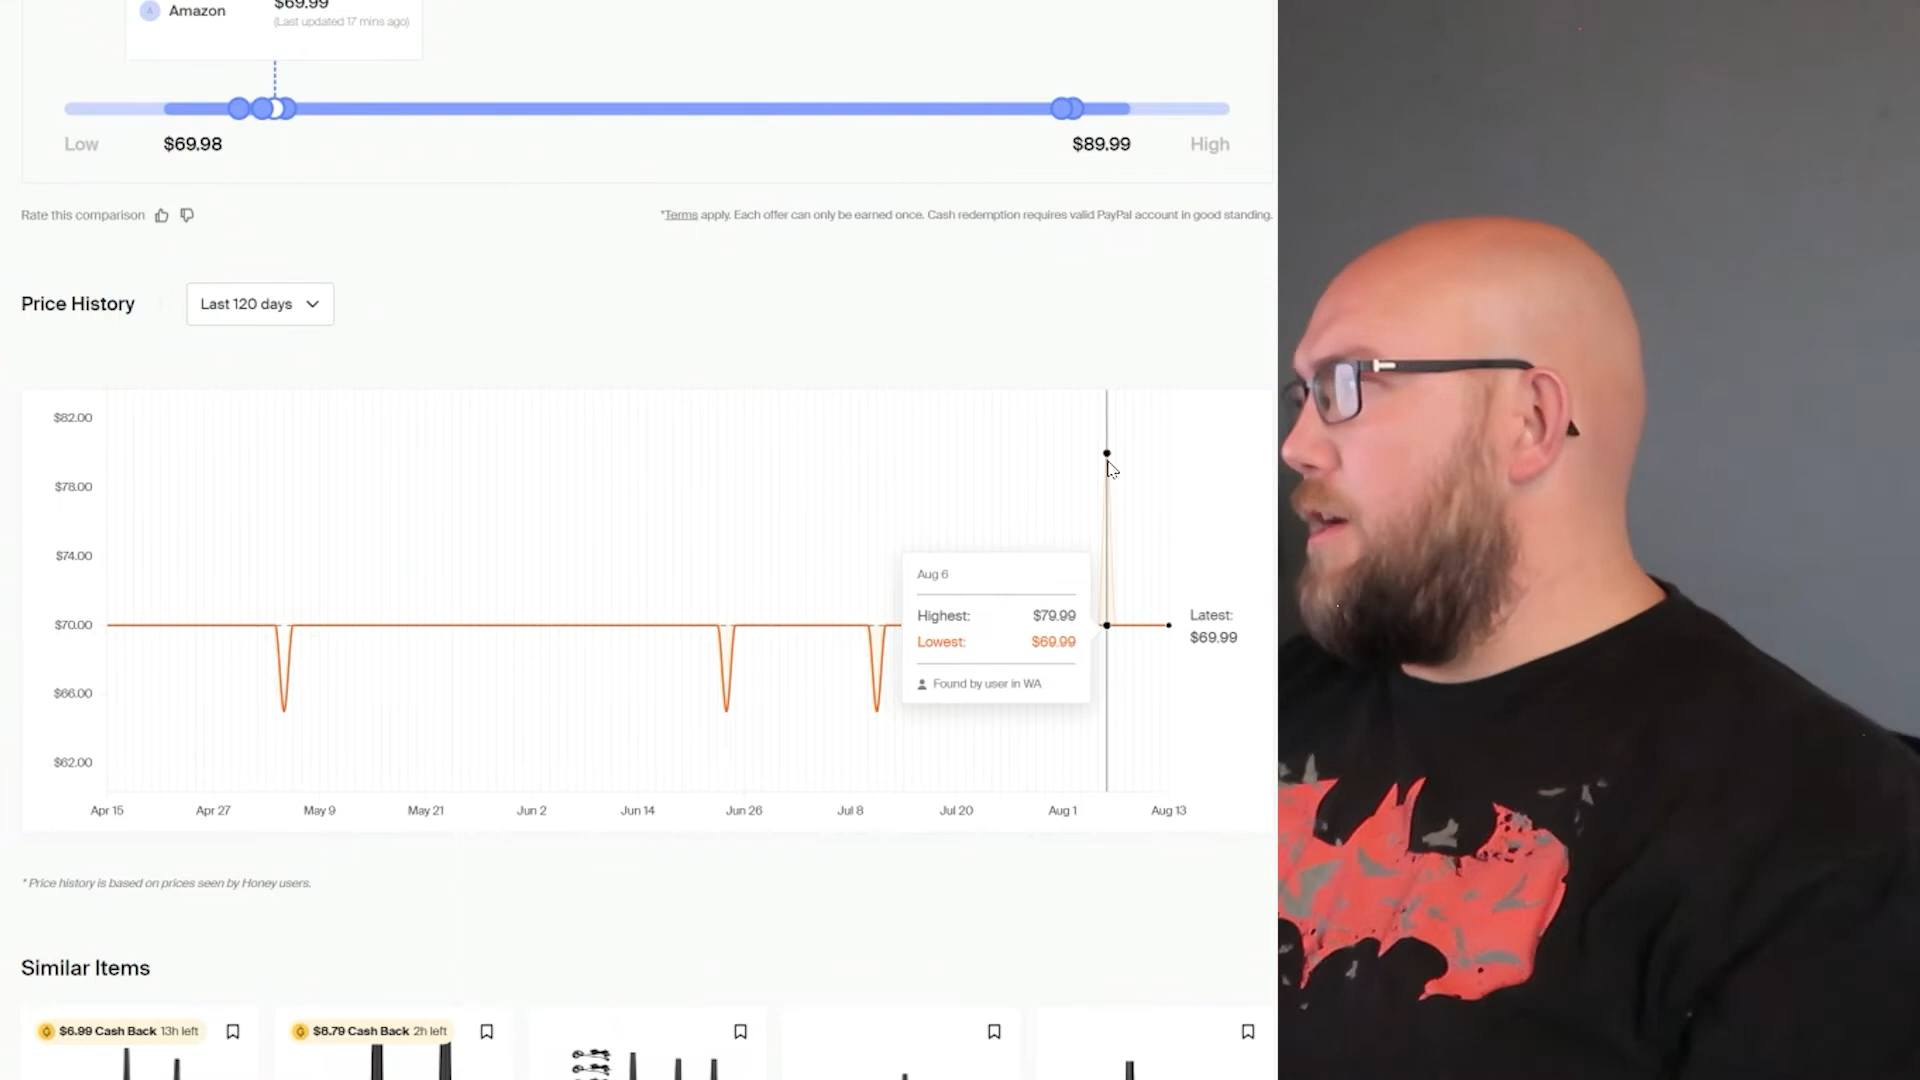 $69.99
A Amazon
(Last updated 17 mins ago)
Low $69.98 $89.99 High
Rate this comparison
*Terms apply. Each offer can only be earned once. Cash redemption requires valid PayPal account in good standing.
Price History Last 120 days
$82.00
$78.00
$74.00
$70.00
$66.00
$62.00
Aug 6
Highest: $79.99
Lowest: $69.99
Found by user in WA
Latest:
$69.99
Apr 15 Apr 27 May 9 May 21 Jun 2 Jun 14 Jun 26 Jul 8 Jul 20 Aug 1 Aug 13
* Price history is based on prices seen by Honey users.
Similar Items
$6.99 Cash Back 13h left
$8.79 Cash Back 2h left